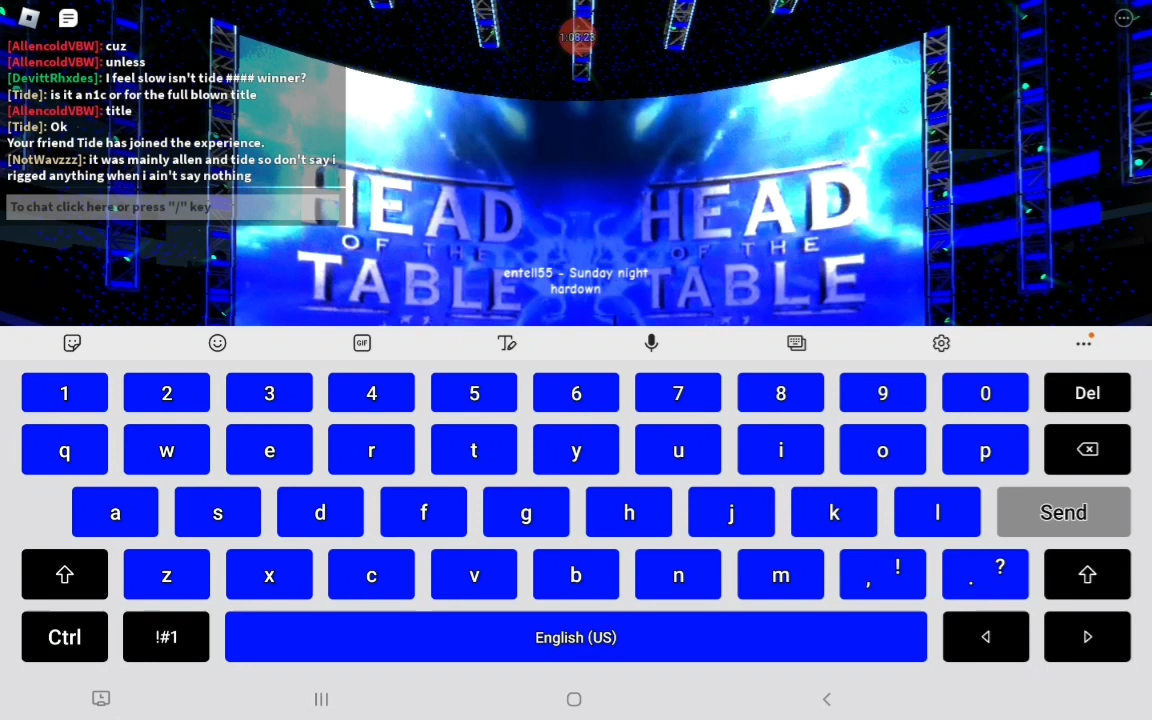 1:08:23
[AllencoldVBW]: cuz
[AllencoldVBW]: unless
[DevittRhxdes]: I feel slow isn't tide #### winner?
[Tide]: is it a n1c or for the full blown title
[AllencoldVBW]: title
[Tide]: Ok
Your friend Tide has joined the experience.
[NotWavzzz]: it was mainly allen and tide so don't say i
rigged anything when i ain't say nothing
To chat click here or press "/" key
HEAD HEAD
OF THE OF THE
TABLE TABLE
entell55 - Sunday night
hardown
GIF
1 2 3 4 5 6 7 8 9 0 Del
q w e r t y u i o p
a s d f g h j k l Send
z x c v b n m , ! . ?
Ctrl !#1 English (US)